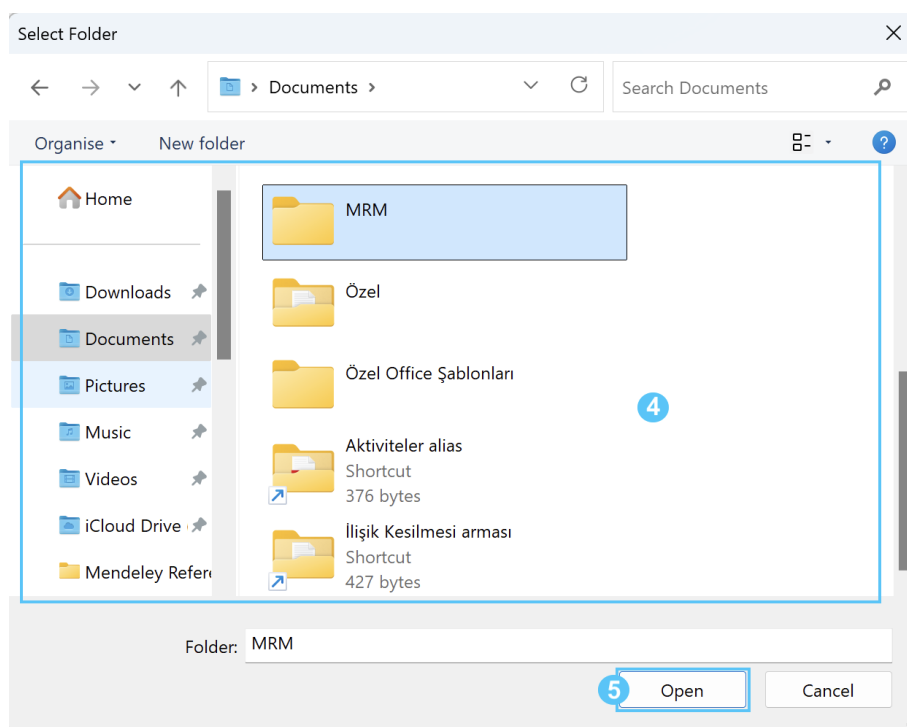 Select Folder
Documents
Search Documents
Organise
New folder
Home
Downloads
Documents
Pictures
Music
Videos
iCloud Drive
Mendeley Refere
MRM
Özel
Özel Office Şablonları
Aktiviteler alias
Shortcut
376 bytes
İlişik Kesilmesi arması
Shortcut
427 bytes
4
Folder: MRM
5 Open Cancel